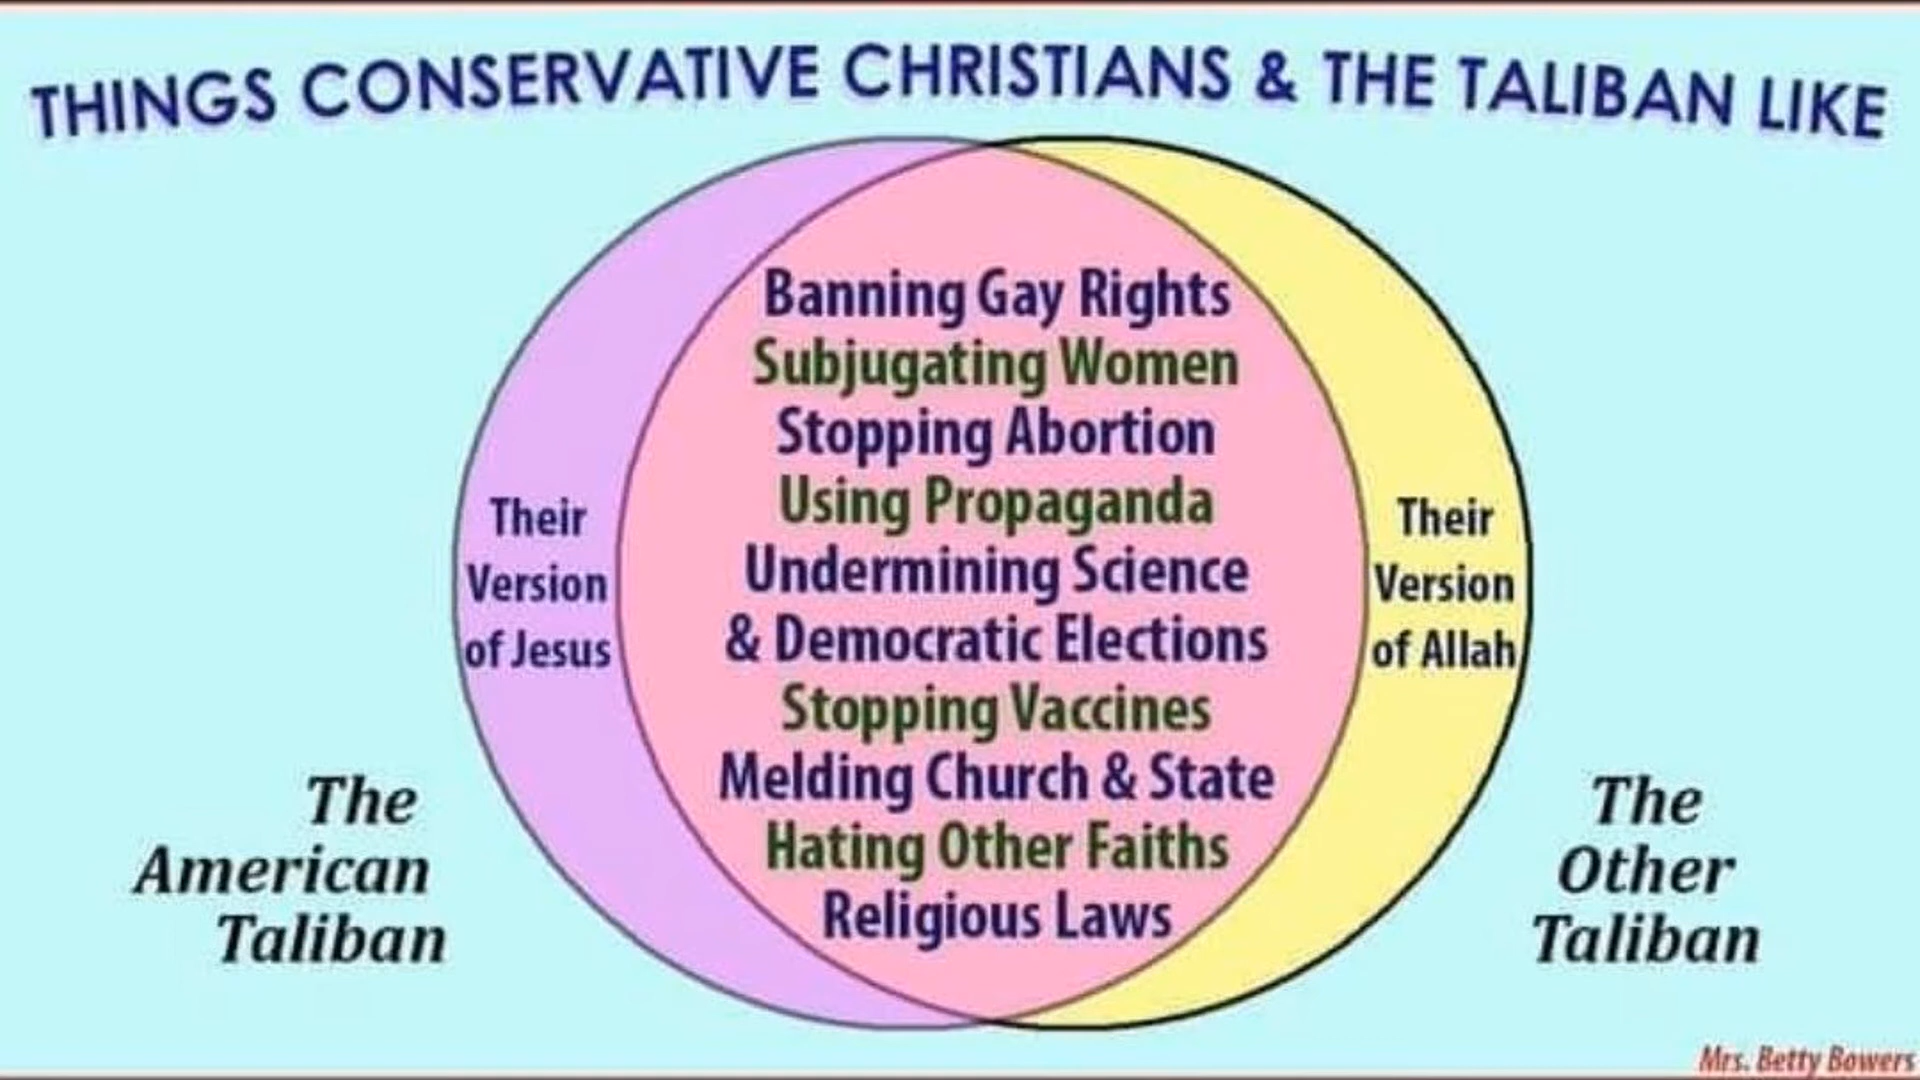 THINGS CONSERVATIVE CHRISTIANS & THE TALIBAN LIKE
Banning Gay Rights
Subjugating Women
Stopping Abortion
Using Propaganda
Undermining Science
& Democratic Elections
Stopping Vaccines
Melding Church & State
Hating Other Faiths
Religious Laws
Their
Version
of Jesus
Their
Version
of Allah
The
American
Taliban
The
Other
Taliban
Mrs. Betty Bowers